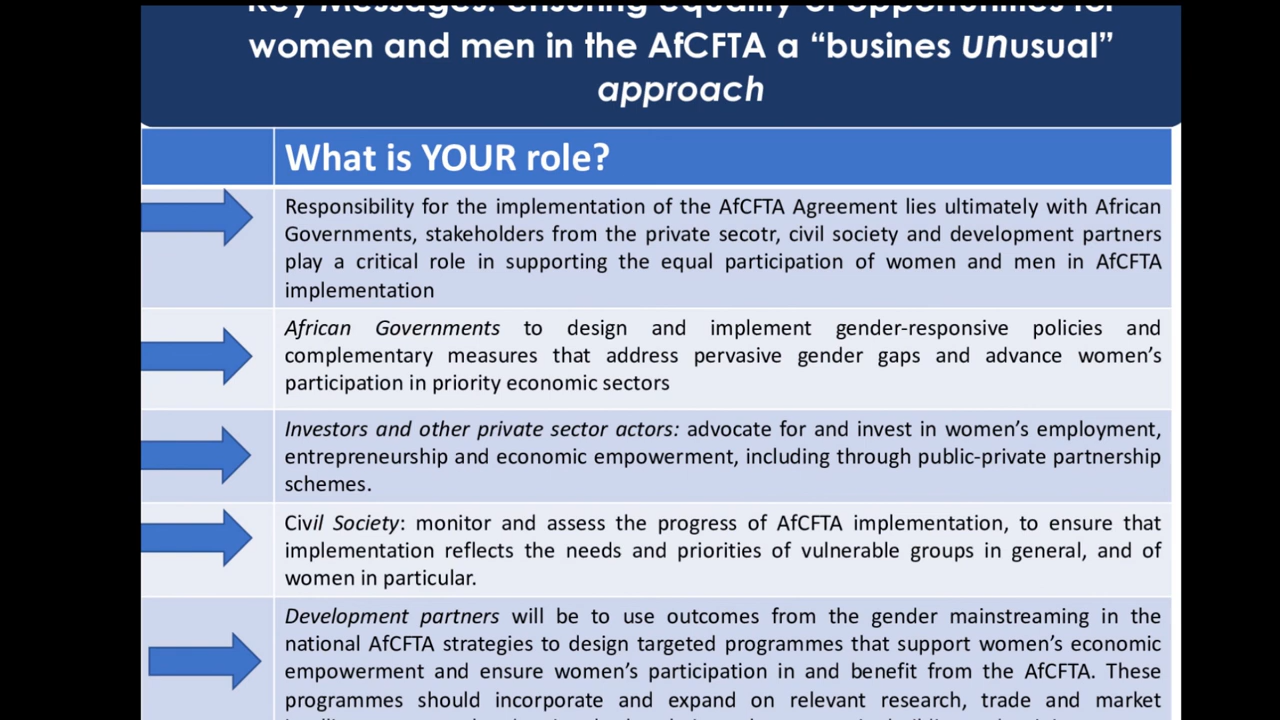 Key Messages: ensuring equality of opportunities for
women and men in the AfCFTA a “busines unusual”
approach
What is YOUR role?
Responsibility for the implementation of the AfCFTA Agreement lies ultimately with African
Governments, stakeholders from the private secotr, civil society and development partners
play a critical role in supporting the equal participation of women and men in AfCFTA
implementation
African Governments to design and implement gender-responsive policies and
complementary measures that address pervasive gender gaps and advance women’s
participation in priority economic sectors
Investors and other private sector actors: advocate for and invest in women’s employment,
entrepreneurship and economic empowerment, including through public-private partnership
schemes.
Civil Society: monitor and assess the progress of AfCFTA implementation, to ensure that
implementation reflects the needs and priorities of vulnerable groups in general, and of
women in particular.
Development partners will be to use outcomes from the gender mainstreaming in the
national AfCFTA strategies to design targeted programmes that support women’s economic
empowerment and ensure women’s participation in and benefit from the AfCFTA. These
programmes should incorporate and expand on relevant research, trade and market